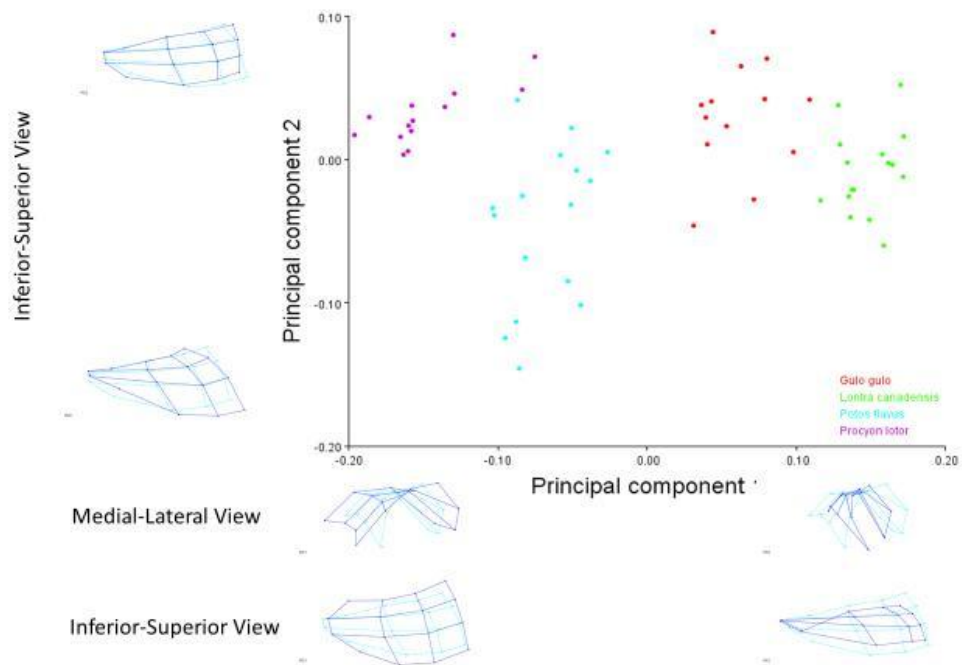 Inferior-Superior View
Principal component 2
0.10
0.00
-0.10
-0.20
-0.20
-0.10
0.00
0.10
0.20
Gulo gulo
Lontra canadensis
Potos flavus
Procyon lotor
Principal component
Medial-Lateral View
Inferior-Superior View